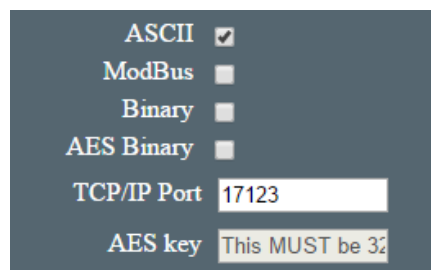 ASCII
ModBus
Binary
AES Binary
TCP/IP Port 17123
AES key This MUST be 32